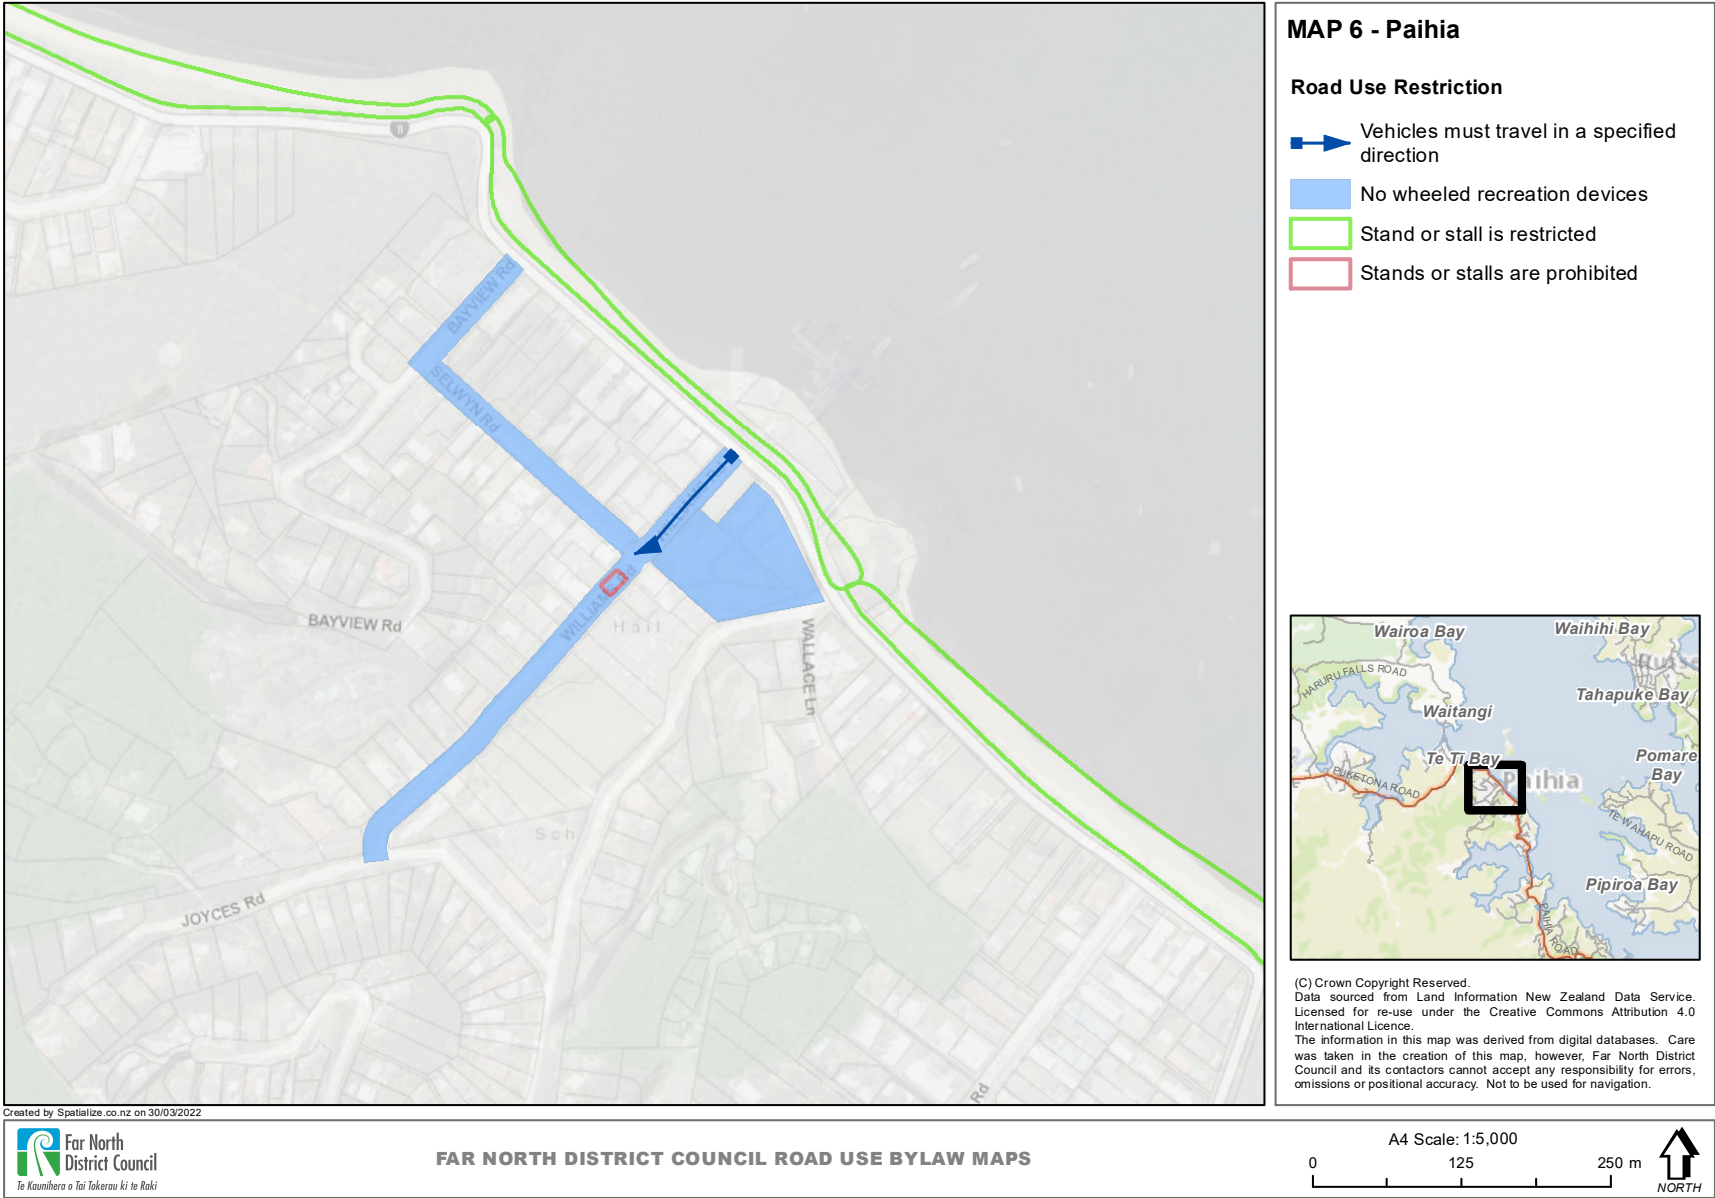 MAP 6 - Paihia
Road Use Restriction
Vehicles must travel in a specified
direction
No wheeled recreation devices
Stand or stall is restricted
Stands or stalls are prohibited
11
BAYVIEW Rd
SELWYN Rd
BAYVIEW Rd
Hall
WALLACE Ln
Sch
JOYCES Rd
Rd
Wairoa Bay
Waihihi Bay
HARURU FALLS ROAD
Tahapuke Bay
Waitangi
Te Ti Bay
Pomare
Bay
PUKETONA ROAD
TE WAHAPU ROAD
Pipiroa Bay
PAIHIA ROAD
(C) Crown Copyright Reserved.
Data sourced from Land Information New Zealand Data Service.
Licensed for re-use under the Creative Commons Attribution 4.0
International Licence.
The information in this map was derived from digital databases. Care
was taken in the creation of this map, however, Far North District
Council and its contactors cannot accept any responsibility for errors,
omissions or positional accuracy. Not to be used for navigation.
Created by Spatialize.co.nz on 30/03/2022
Far North
District Council
Te Kaunihera o Tai Tokerau ki te Raki
FAR NORTH DISTRICT COUNCIL ROAD USE BYLAW MAPS
A4 Scale: 1:5,000
0 125 250 m
NORTH